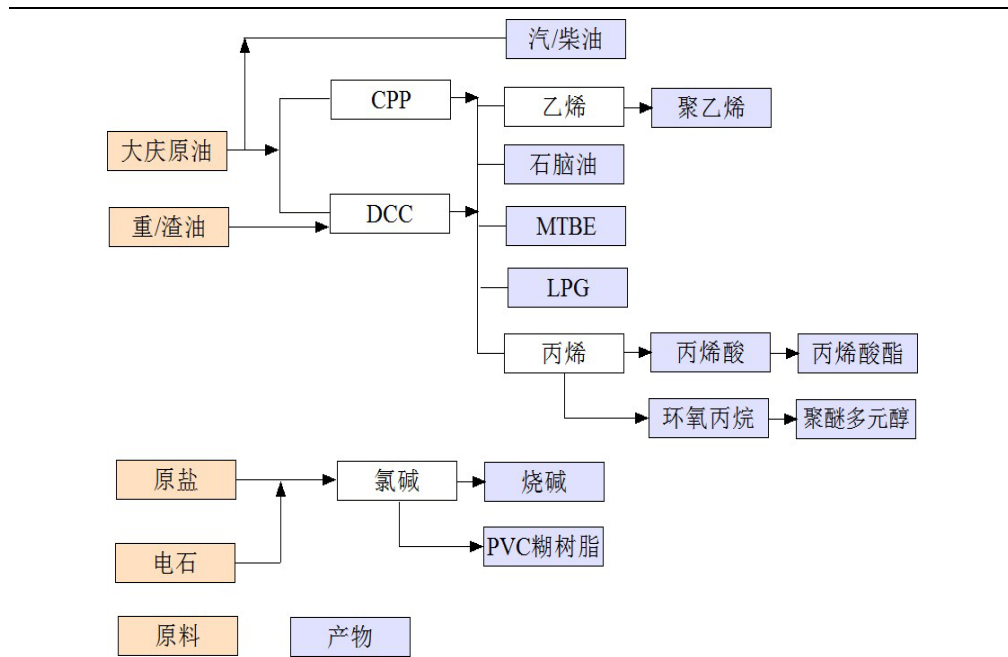 汽/柴油
CPP
乙烯
聚乙烯
大庆原油
石脑油
DCC
重/渣油
MTBE
LPG
丙烯
丙烯酸
丙烯酸酯
环氧丙烷
聚醚多元醇
原盐
氯碱
烧碱
电石
PVC糊树脂
原料
产物